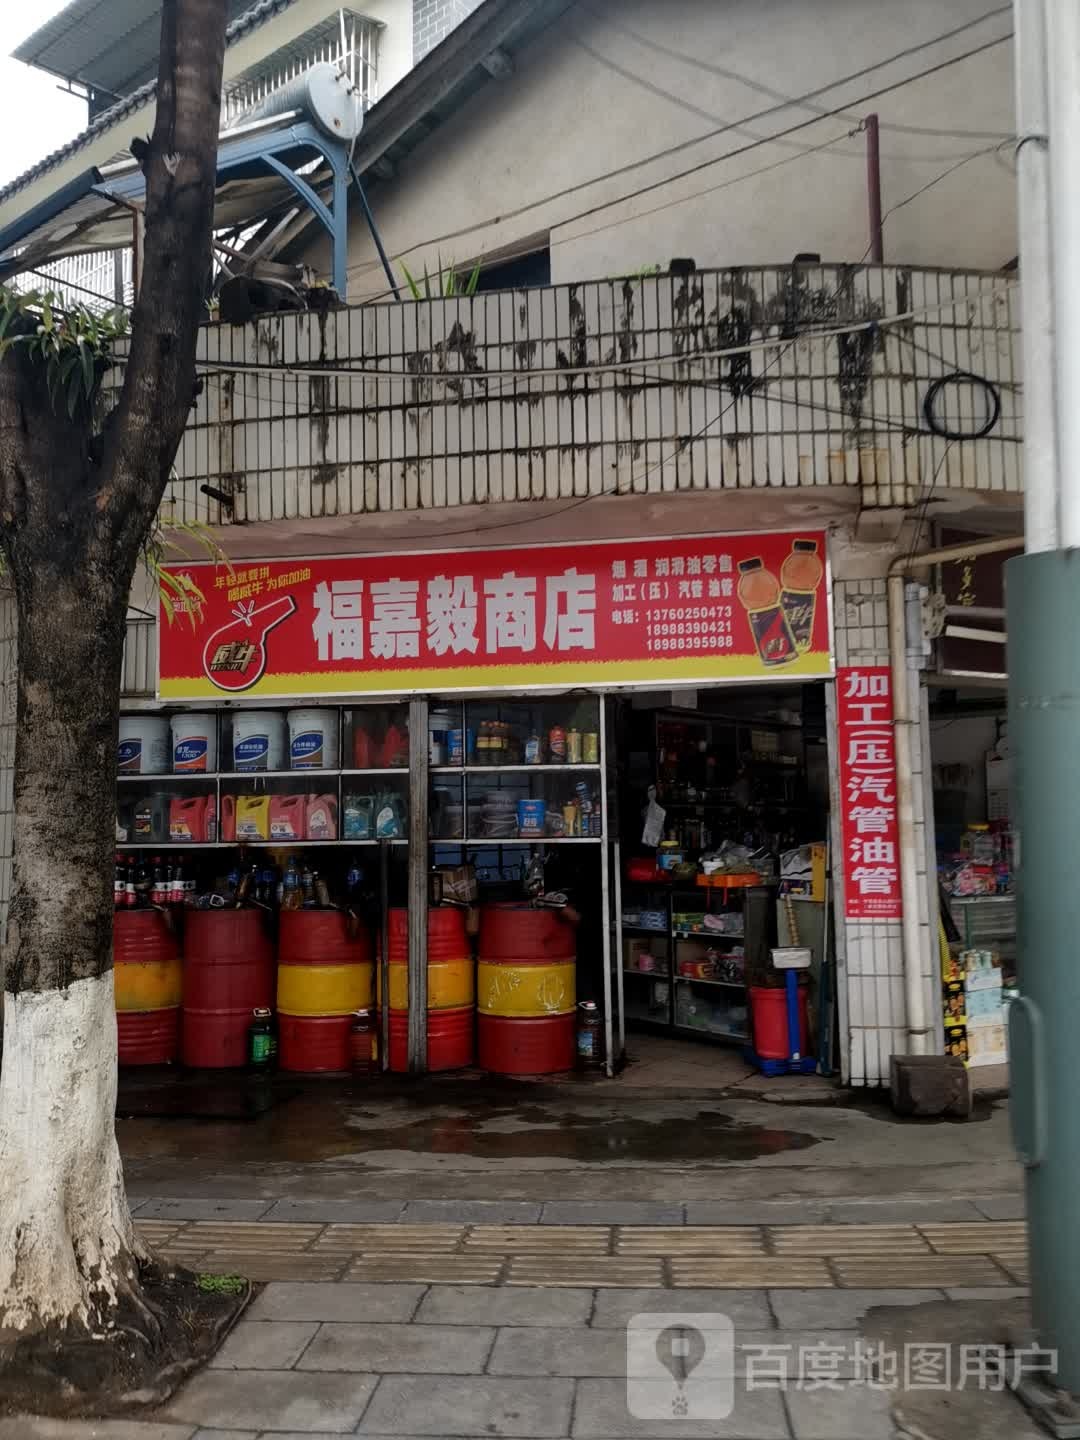 年轻就要拼
喝威牛 为你加油
威牛
福嘉毅商店
烟 酒 润滑油零售
加工(压) 汽管 油管
电话: 13760250473
18988390421
18988395988
加工(压)汽管油管
百度地图用户